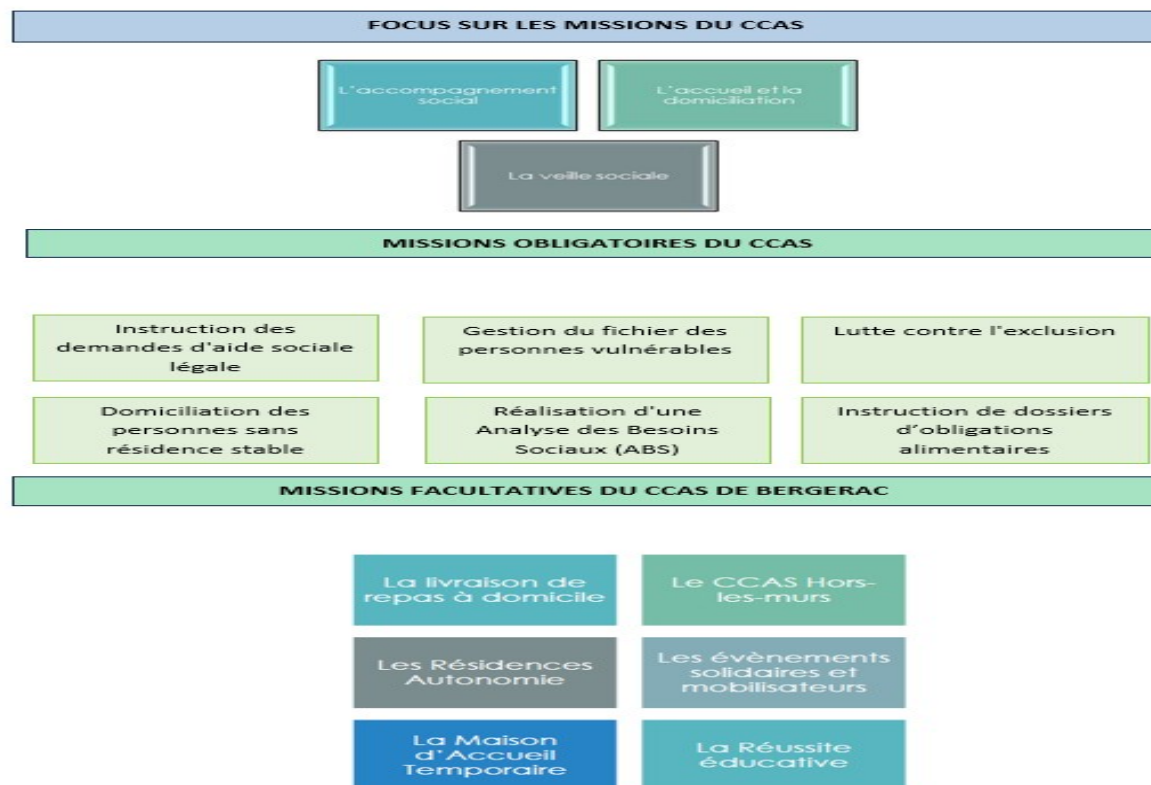 FOCUS SUR LES MISSIONS DU CCAS
L'accompagnement
social
L'accueil et la
domiciliation
La veille sociale
MISSIONS OBLIGATOIRES DU CCAS
Instruction des
demandes d'aide sociale
légale
Gestion du fichier des
personnes vulnérables
Lutte contre l'exclusion
Domiciliation des
personnes sans
résidence stable
Réalisation d'une
Analyse des Besoins
Sociaux (ABS)
Instruction de dossiers
d’obligations
alimentaires
MISSIONS FACULTATIVES DU CCAS DE BERGERAC
La livraison de
repas à domicile
Le CCAS Hors-
les-murs
Les Résidences
Autonomie
Les évènements
solidaires et
mobilisateurs
La Maison
d'Accueil
Temporaire
La Réussite
éducative